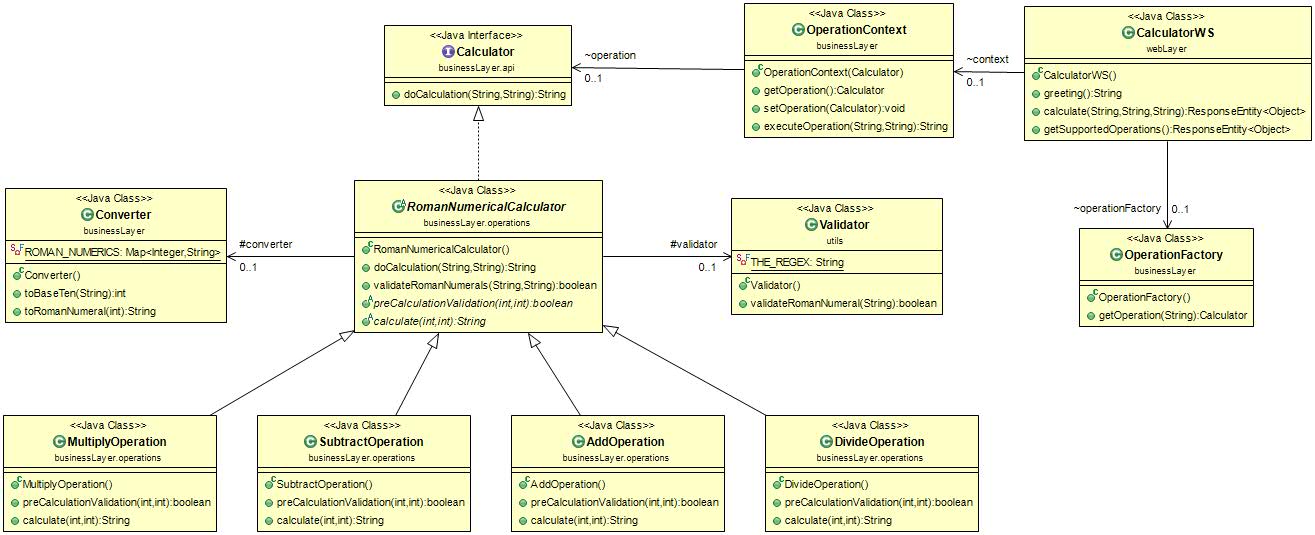 <<Java Interface>>
Calculator
businessLayer.api
doCalculation(String,String):String
~operation
0..1
<<Java Class>>
OperationContext
businessLayer
OperationContext(Calculator)
getOperation():Calculator
setOperation(Calculator):void
executeOperation(String,String):String
~context
0..1
<<Java Class>>
CalculatorWS
webLayer
CalculatorWS()
greeting():String
calculate(String,String,String):ResponseEntity<Object>
getSupportedOperations():ResponseEntity<Object>
<<Java Class>>
Converter
businessLayer
ROMAN_NUMERICS: Map<Integer,String>
Converter()
toBaseTen(String):int
toRomanNumeral(int):String
#converter
0..1
<<Java Class>>
RomanNumericalCalculator
businessLayer.operations
RomanNumericalCalculator()
doCalculation(String,String):String
validateRomanNumerals(String,String):boolean
preCalculationValidation(int,int):boolean
calculate(int,int):String
#validator
0..1
<<Java Class>>
Validator
utils
THE_REGEX: String
Validator()
validateRomanNumeral(String):boolean
~operationFactory
0..1
<<Java Class>>
OperationFactory
businessLayer
OperationFactory()
getOperation(String):Calculator
<<Java Class>>
MultiplyOperation
businessLayer.operations
MultiplyOperation()
preCalculationValidation(int,int):boolean
calculate(int,int):String
<<Java Class>>
SubtractOperation
businessLayer.operations
SubtractOperation()
preCalculationValidation(int,int):boolean
calculate(int,int):String
<<Java Class>>
AddOperation
businessLayer.operations
AddOperation()
preCalculationValidation(int,int):boolean
calculate(int,int):String
<<Java Class>>
DivideOperation
businessLayer.operations
DivideOperation()
preCalculationValidation(int,int):boolean
calculate(int,int):String